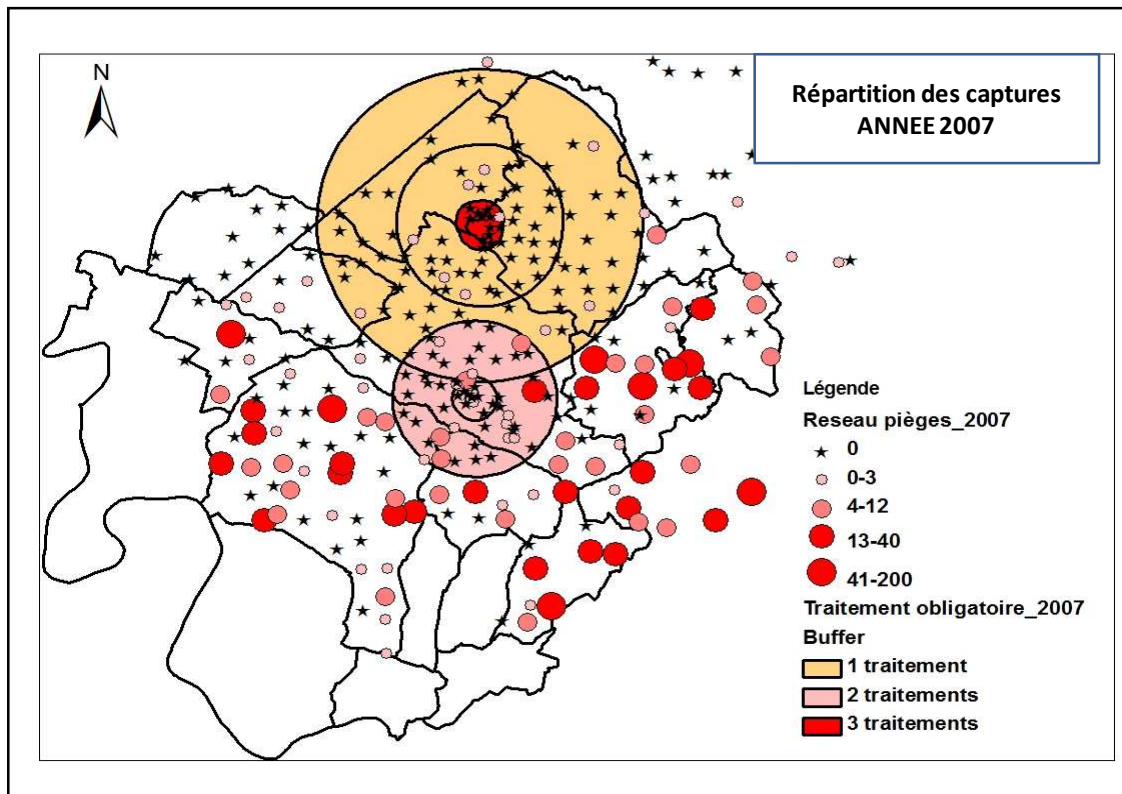 N
Répartition des captures
ANNEE 2007
Légende
Reseau pièges_2007
0
0-3
4-12
13-40
41-200
Traitement obligatoire_2007
Buffer
1 traitement
2 traitements
3 traitements